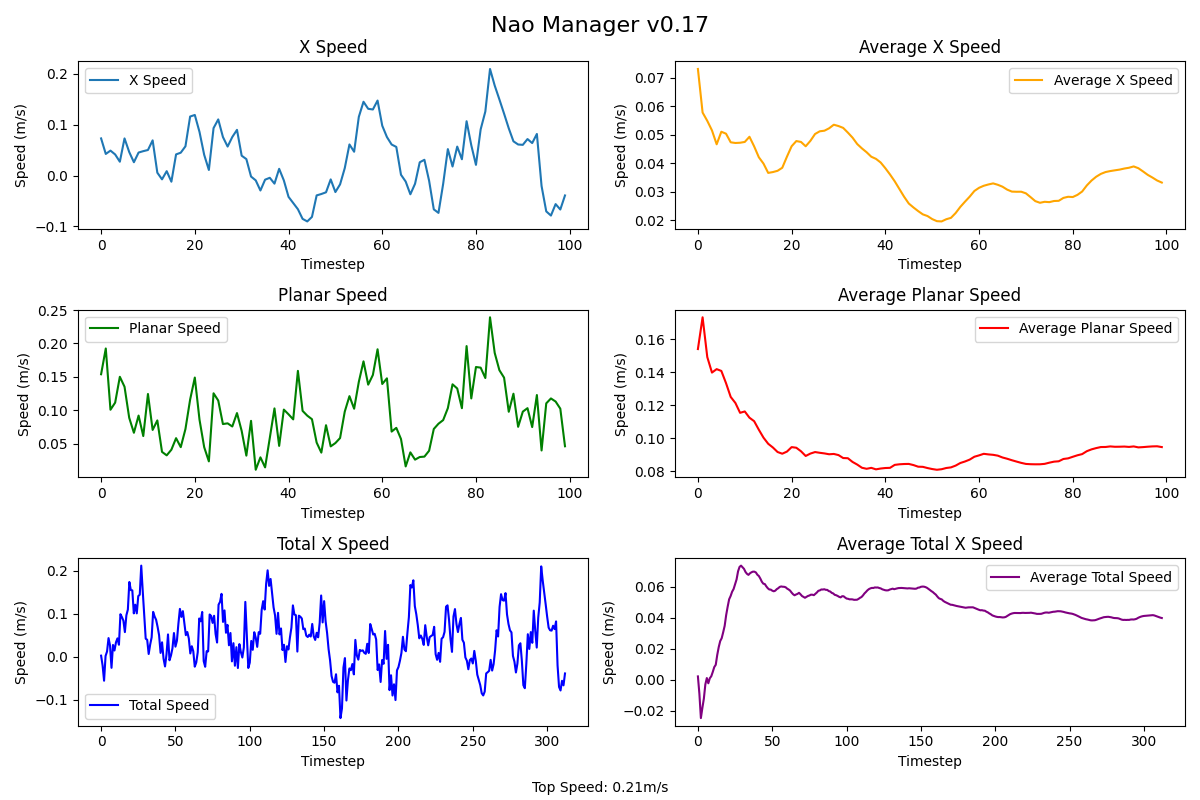 Nao Manager v0.17
X Speed
Speed (m/s)
0.2
0.1
0.0
−0.1
X Speed
0 20 40 60 80 100
Timestep
Average X Speed
Speed (m/s)
0.07
0.06
0.05
0.04
0.03
0.02
Average X Speed
0 20 40 60 80 100
Timestep
Planar Speed
Speed (m/s)
0.25
0.20
0.15
0.10
0.05
Planar Speed
0 20 40 60 80 100
Timestep
Average Planar Speed
Speed (m/s)
0.16
0.14
0.12
0.10
0.08
Average Planar Speed
0 20 40 60 80 100
Timestep
Total X Speed
Speed (m/s)
0.2
0.1
0.0
−0.1
Total Speed
0 50 100 150 200 250 300
Timestep
Average Total X Speed
Speed (m/s)
0.06
0.04
0.02
0.00
−0.02
Average Total Speed
0 50 100 150 200 250 300
Timestep
Top Speed: 0.21m/s